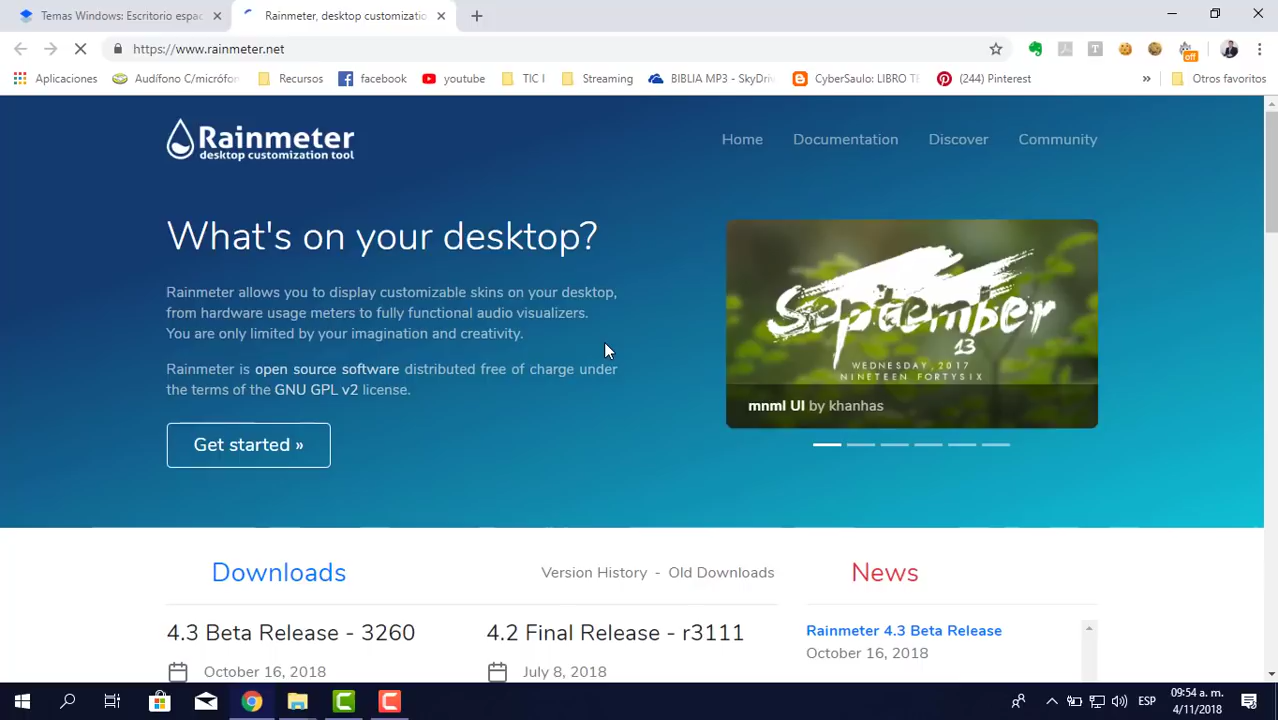 Temas Windows: Escritorio espac
Rainmeter, desktop customizatio
https://www.rainmeter.net
off
Aplicaciones
Audífono C/micrófon
Recursos
facebook
youtube
TIC I
Streaming
BIBLIA MP3 - SkyDriv
CyberSaulo: LIBRO TE
(244) Pinterest
»
Otros favoritos
Rainmeter
desktop customization tool
Home
Documentation
Discover
Community
What's on your desktop?
Rainmeter allows you to display customizable skins on your desktop,
from hardware usage meters to fully functional audio visualizers.
You are only limited by your imagination and creativity.
Rainmeter is open source software distributed free of charge under
the terms of the GNU GPL v2 license.
Get started »
September
13
WEDNESDAY, 2017
NINETEEN FORTYSIX
mnml UI by khanhas
Downloads
Version History - Old Downloads
News
4.3 Beta Release - 3260
October 16, 2018
4.2 Final Release - r3111
July 8, 2018
Rainmeter 4.3 Beta Release
October 16, 2018
ESP
09:54 a. m.
4/11/2018